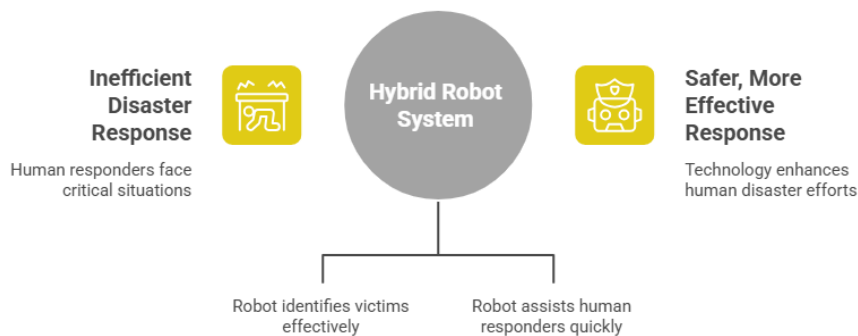 Inefficient
Disaster
Response
Human responders face
critical situations
Hybrid Robot
System
Safer, More
Effective
Response
Technology enhances
human disaster efforts
Robot identifies victims
effectively
Robot assists human
responders quickly